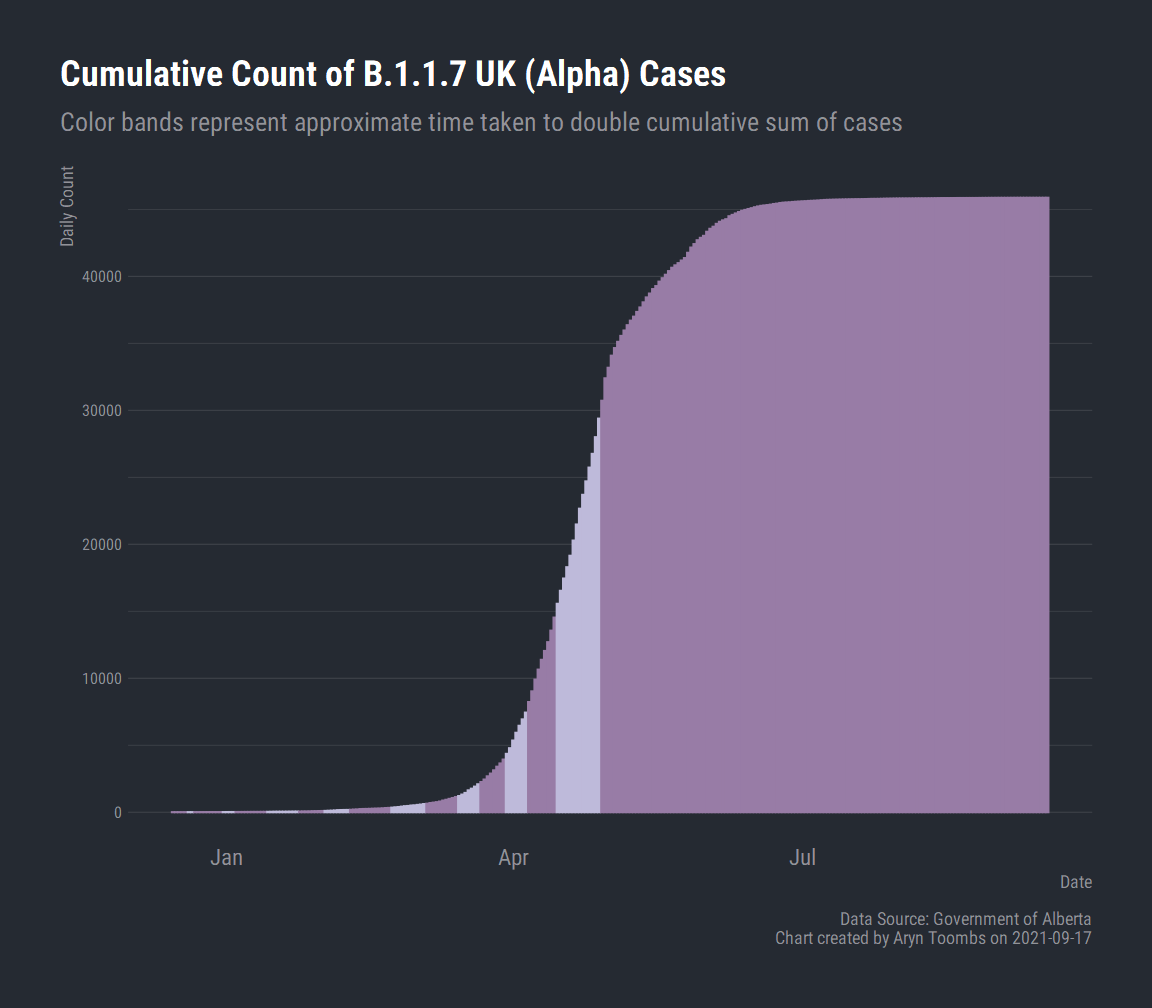 Cumulative Count of B.1.1.7 UK (Alpha) Cases
Color bands represent approximate time taken to double cumulative sum of cases
Daily Count
40000
30000
20000
10000
0
Jan Apr Jul
Date
Data Source: Government of Alberta
Chart created by Aryn Toombs on 2021-09-17